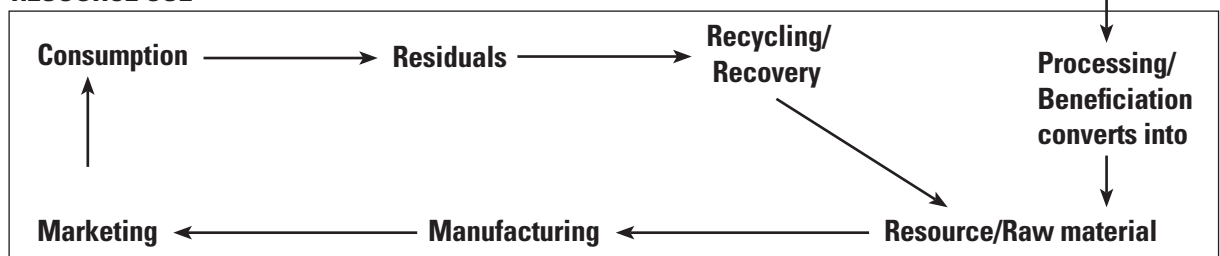 Consumption
Residuals
Recycling/
Recovery
Processing/
Beneficiation
converts into
Marketing
Manufacturing
Resource/Raw material